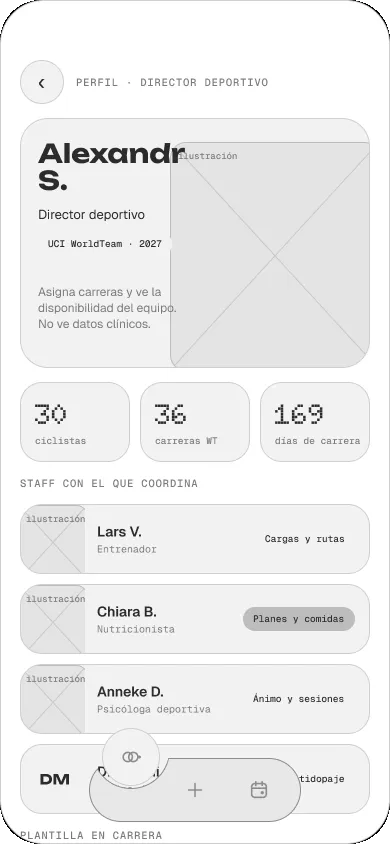 ‹ PERFIL · DIRECTOR DEPORTIVO
Alexandr
S.
ilustración
Director deportivo
UCI WorldTeam · 2027
Asigna carreras y ve la
disponibilidad del equipo.
No ve datos clínicos.
30
ciclistas
36
carreras WT
169
días de carrera
STAFF CON EL QUE COORDINA
ilustración
Lars V.
Entrenador
Cargas y rutas
ilustración
Chiara B.
Nutricionista
Planes y comidas
ilustración
Anneke D.
Psicóloga deportiva
Ánimo y sesiones
DM
tidopaje
PLANTILLA EN CARRERA